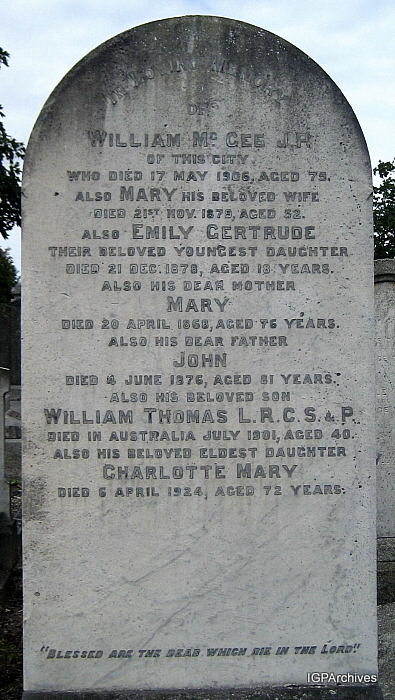 IN LOVING MEMORY
OF
WILLIAM Mc GEE J.P.
OF THIS CITY
WHO DIED 17 MAY 1906, AGED 79.
ALSO MARY HIS BELOVED WIFE
DIED 21ST NOV. 1879, AGED 52.
ALSO EMILY GERTRUDE
THEIR BELOVED YOUNGEST DAUGHTER
DIED 21 DEC. 1878, AGED 18 YEARS.
ALSO HIS DEAR MOTHER
MARY
DIED 20 APRIL 1868, AGED 76 YEARS.
ALSO HIS DEAR FATHER
JOHN
DIED 4 JUNE 1876, AGED 81 YEARS.
ALSO HIS BELOVED SON
WILLIAM THOMAS L.R.C.S. & P.
DIED IN AUSTRALIA JULY 1901, AGED 40.
ALSO HIS BELOVED ELDEST DAUGHTER
CHARLOTTE MARY
DIED 6 APRIL 1924, AGED 72 YEARS.
"BLESSED ARE THE DEAD WHICH DIE IN THE LORD"
IGPArchives